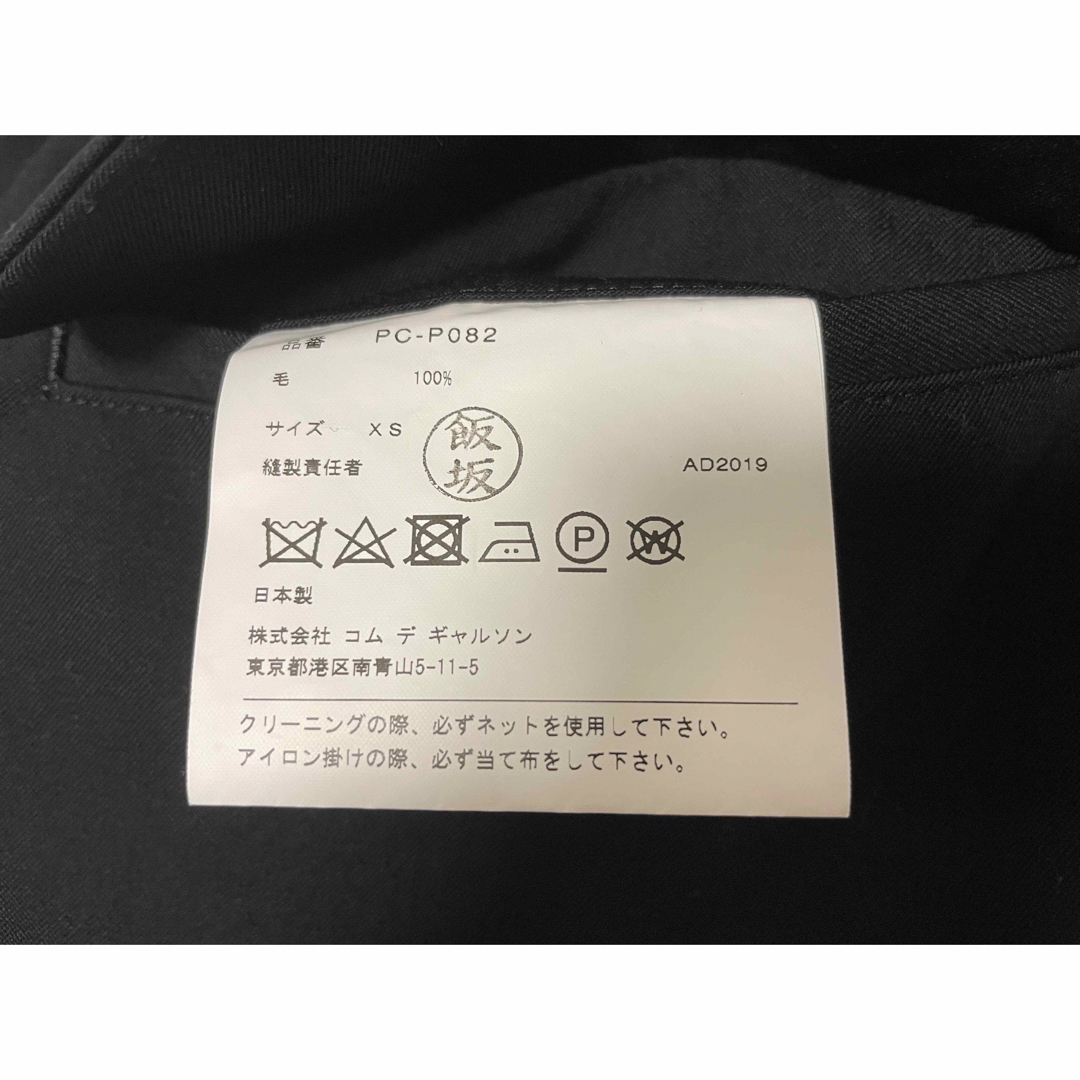 品番 PC-P082
毛 100%
サイズ XS
飯坂
縫製責任者 AD2019
P W
日本製
株式会社 コム デ ギャルソン
東京都港区南青山5-11-5
クリーニングの際、必ずネットを使用して下さい。
アイロン掛けの際、必ず当て布をして下さい。